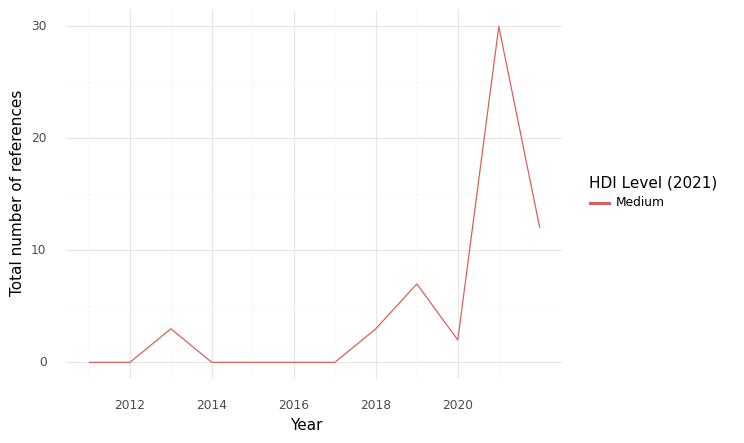 30
20
10
0
2012 2014 2016 2018 2020
Year
Total number of references
HDI Level (2021)
Medium